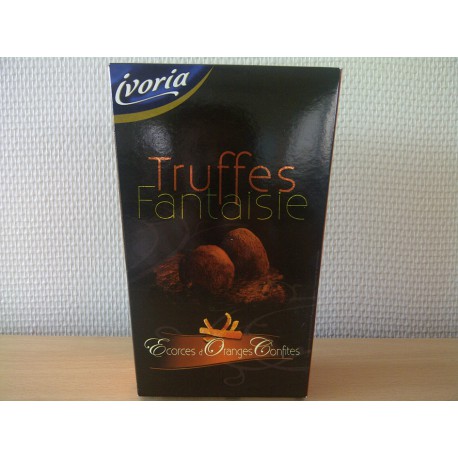 ivoria
Truffes
Fantaisie
Ecorces d'Oranges Confites